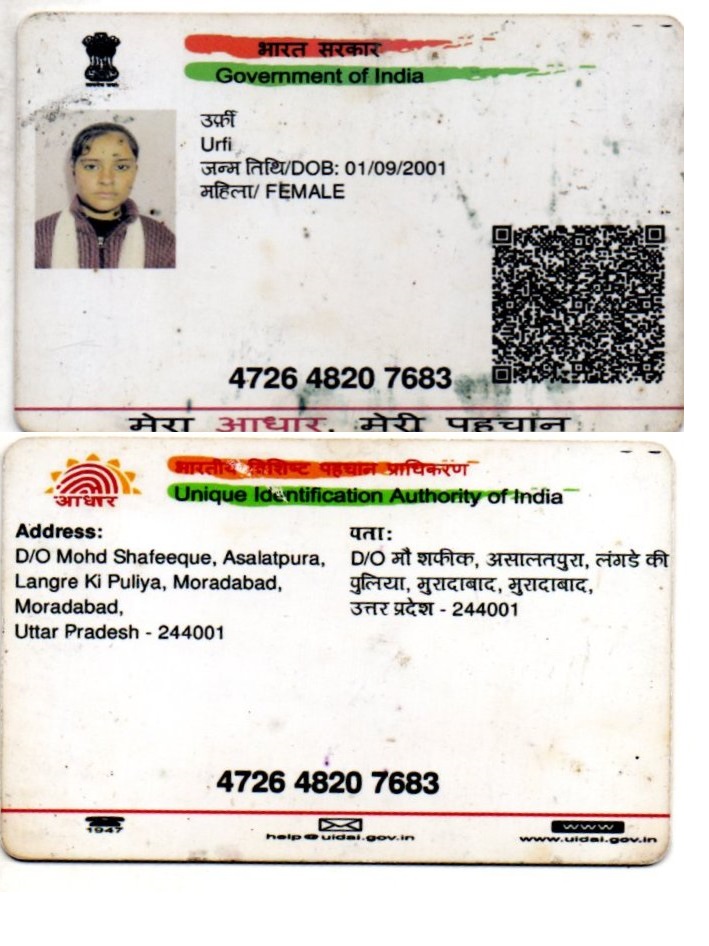 भारत सरकार
Government of India
उर्फ़ी
Urfi
जन्म तिथि/DOB: 01/09/2001
महिला/ FEMALE
4726 4820 7683
मेरा आधार, मेरी पहचान
भारतीय विशिष्ट पहचान प्राधिकरण
Unique Identification Authority of India
आधार
Address:
D/O Mohd Shafeeque, Asalatpura,
Langre Ki Puliya, Moradabad,
Moradabad,
Uttar Pradesh - 244001
पता:
D/O मौ शफीक, असालतपुरा, लंगडे की
पुलिया, मुरादाबाद, मुरादाबाद,
उत्तर प्रदेश - 244001
4726 4820 7683
1947
help@uidai.gov.in
www
www.uidai.gov.in